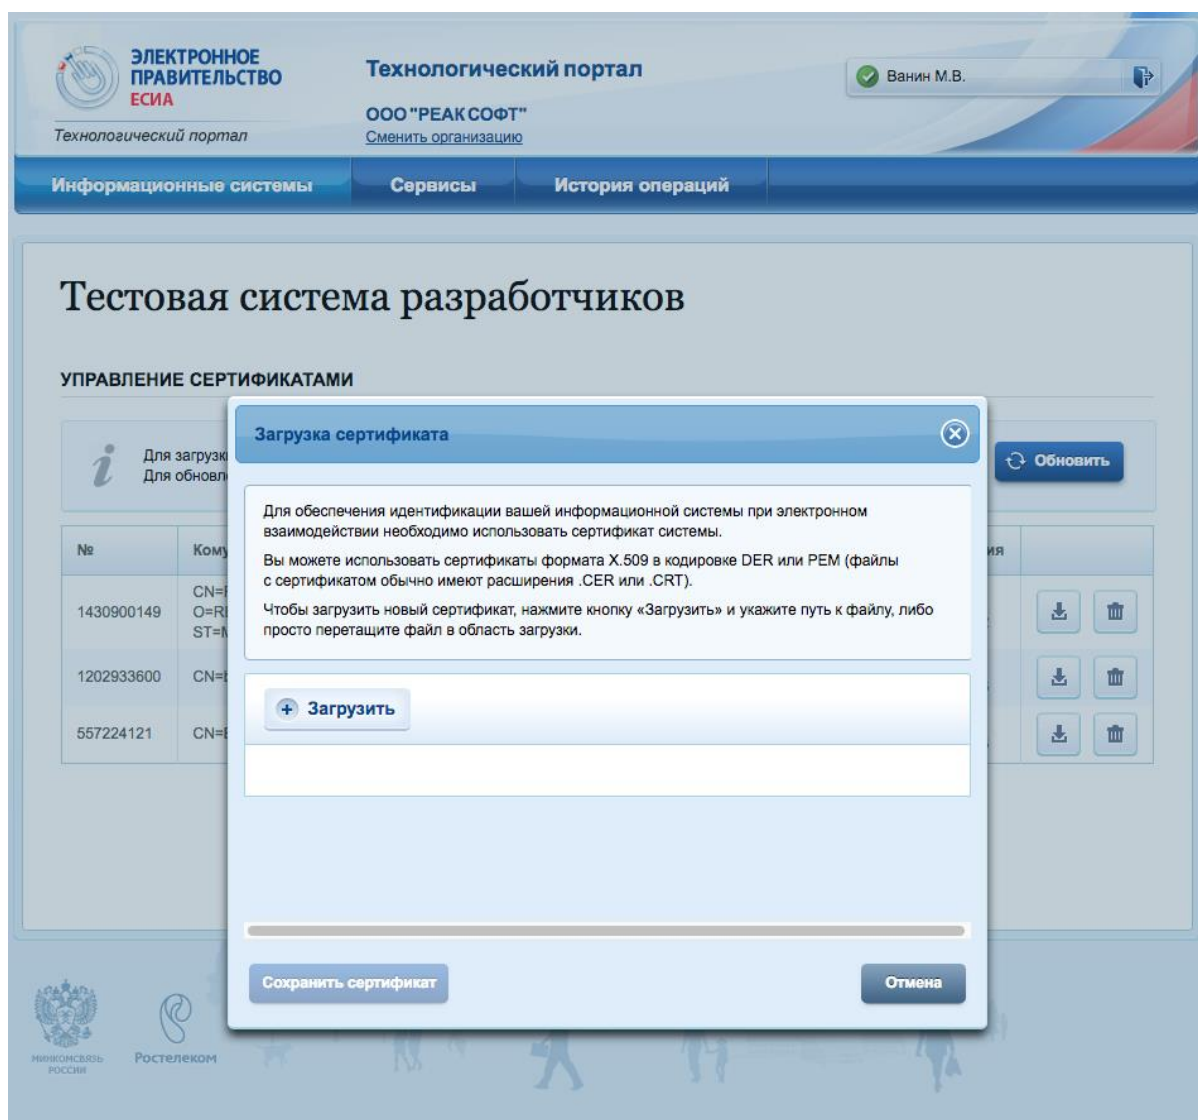 ЭЛЕКТРОННОЕ
ПРАВИТЕЛЬСТВО
ЕСИА
Технологический портал
Технологический портал
ООО "РЕАК СОФТ"
Сменить организацию
Ванин М.В.
Информационные системы
Сервисы
История операций
Тестовая система разработчиков
УПРАВЛЕНИЕ СЕРТИФИКАТАМИ
Для
Для
Обновить
№
Кому
1430900149
1202933600
CN=
557224121
CN=
Загрузка сертификата
Для обеспечения идентификации вашей информационной системы при электронном
взаимодействии необходимо использовать сертификат системы.
Вы можете использовать сертификаты формата X.509 в кодировке DER или PEM (файлы
с сертификатом обычно имеют расширения .CER или .CRT).
Чтобы загрузить новый сертификат, нажмите кнопку «Загрузить» и укажите путь к файлу, либо
просто перетащите файл в область загрузки.
Загрузить
Сохранить сертификат
Отмена
МИНКОМСВЯЗЬ
РОССИИ
Ростелеком